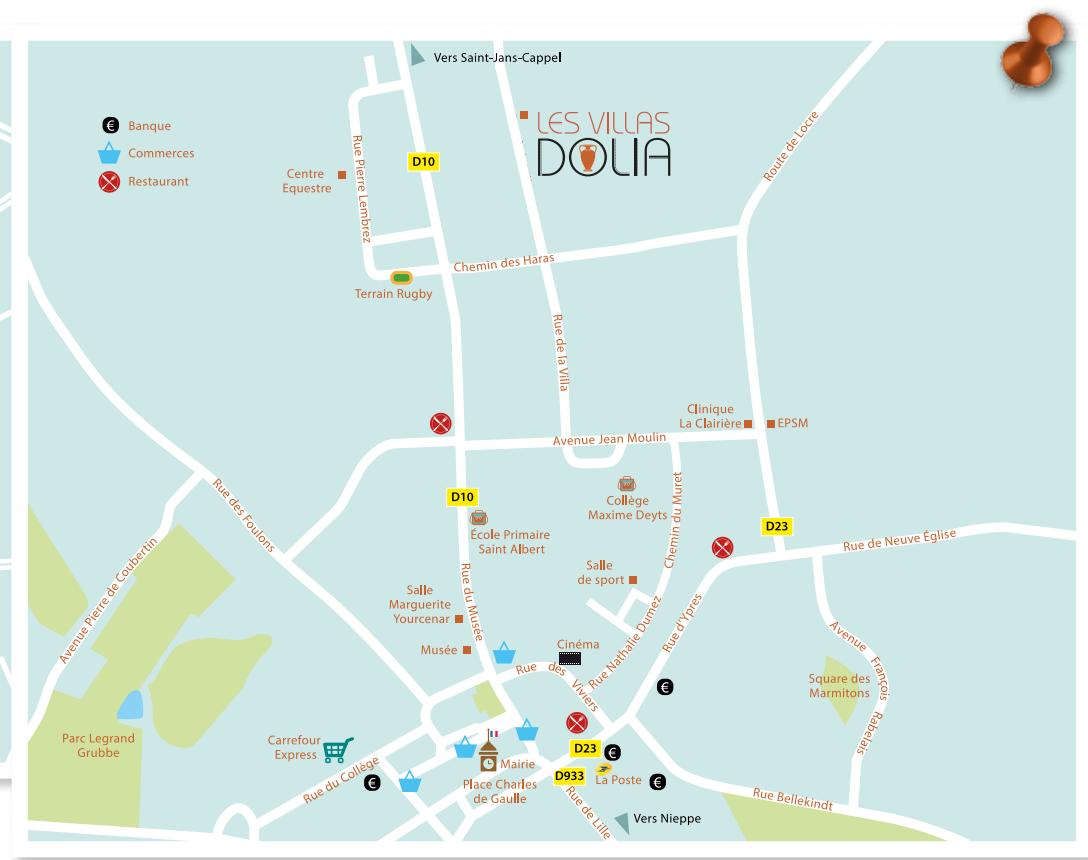 Vers Saint-Jans-Cappel
LES VILLAS
DOLIA
€ Banque
Commerces
Restaurant
Route de Locre
D10
Rue Pierre Lembrez
Centre
Equestre
Chemin des Haras
Terrain Rugby
Rue de la Villa
Clinique
La Clairière
EPSM
Avenue Jean Moulin
Rue des Foulons
D10
Collège
Maxime Deyts
Chemin du Muret
École Primaire
Saint Albert
D23
Rue de Neuve Église
Avenue Pierre de Coubertin
Salle
de sport
Salle
Marguerite
Yourcenar
Rue du Musée
Rue Nathalie Dumez
Rue d'Ypres
Avenue François Rabelais
Musée
Cinéma
Rue des Viviers
Square des
Marmitons
€
Parc Legrand
Grubbe
Carrefour
Express
Rue du Collège
€
Mairie
Place Charles
de Gaulle
D23
€
D933
La Poste
€
Rue de Lille
Vers Nieppe
Rue Bellekindt